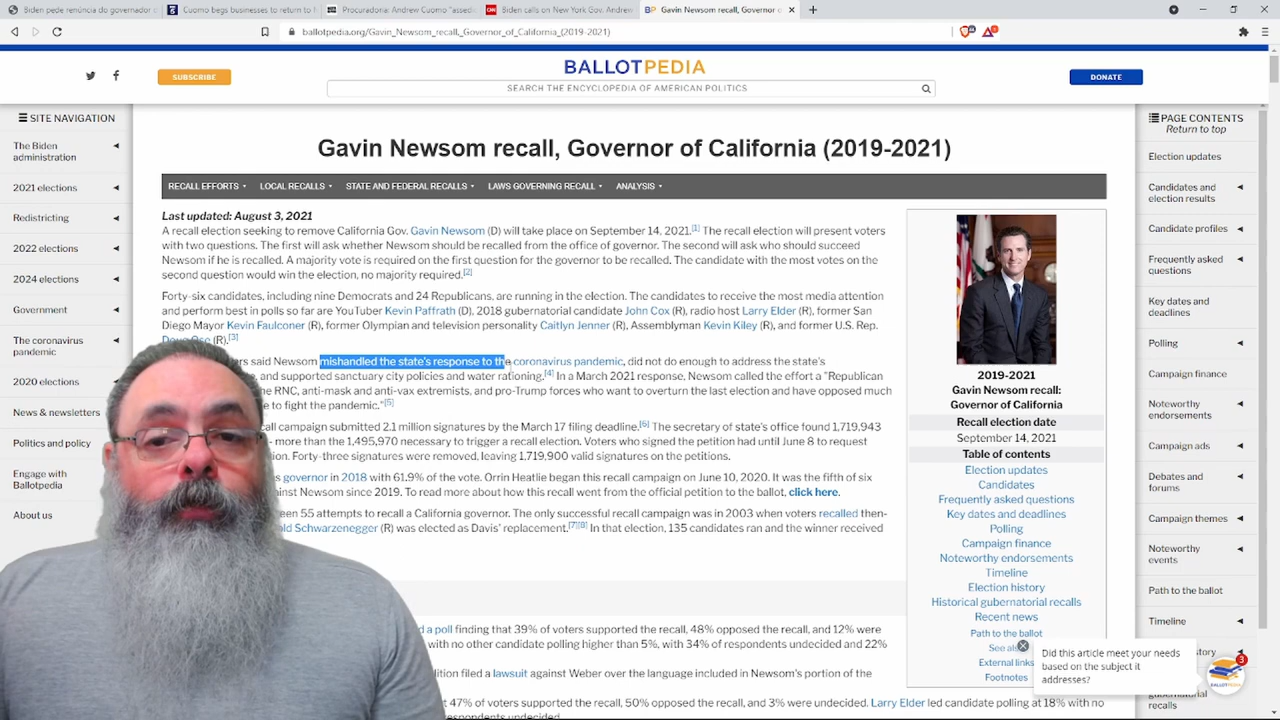 Biden pede renúncia do governador d
Cuomo begs businesses to return to
Procuradora: Andrew Cuomo "assed
Biden calls on New York Gov. Andrew
Gavin Newsom recall, Governor o
ballotpedia.org/Gavin_Newsom_recall,_Governor_of_California_(2019-2021)
BALLOTPEDIA
SUBSCRIBE
SEARCH THE ENCYCLOPEDIA OF AMERICAN POLITICS
DONATE
SITE NAVIGATION
The Biden
administration
2021 elections
Redistricting
2022 elections
2024 elections
Government
The coronavirus
pandemic
2020 elections
News & newsletters
Politics and policy
Engage with
Ballotpedia
About us
Gavin Newsom recall, Governor of California (2019-2021)
RECALL EFFORTS
LOCAL RECALLS
STATE AND FEDERAL RECALLS
LAWS GOVERNING RECALL
ANALYSIS
Last updated: August 3, 2021
A recall election seeking to remove California Gov. Gavin Newsom (D) will take place on September 14, 2021.[1] The recall election will present voters
with two questions. The first will ask whether Newsom should be recalled from the office of governor. The second will ask who should succeed
Newsom if he is recalled. A majority vote is required on the first question for the governor to be recalled. The candidate with the most votes on the
second question would win the election, no majority required.[2]
Forty-six candidates, including nine Democrats and 24 Republicans, are running in the election. The candidates to receive the most media attention
and perform best in polls so far are YouTuber Kevin Paffrath (D), 2018 gubernatorial candidate John Cox (R), radio host Larry Elder (R), former San
Diego Mayor Kevin Faulconer (R), former Olympian and television personality Caitlyn Jenner (R), Assemblyman Kevin Kiley (R), and former U.S. Rep.
Doug Ose (R).[3]
said Newsom mishandled the state's response to the coronavirus pandemic, did not do enough to address the state's
and supported sanctuary city policies and water rationing.[4] In a March 2021 response, Newsom called the effort a "Republican
the RNC, anti-mask and anti-vax extremists, and pro-Trump forces who want to overturn the last election and have opposed much
to fight the pandemic."[5]
campaign submitted 2.1 million signatures by the March 17 filing deadline.[6] The secretary of state's office found 1,719,943
- more than the 1,495,970 necessary to trigger a recall election. Voters who signed the petition had until June 8 to request
Forty-three signatures were removed, leaving 1,719,900 valid signatures on the petitions.
governor in 2018 with 61.9% of the vote. Orrin Heatlie began this recall campaign on June 10, 2020. It was the fifth of six
Newsom since 2019. To read more about how this recall went from the official petition to the ballot, click here.
55 attempts to recall a California governor. The only successful recall campaign was in 2003 when voters recalled then-
Schwarzenegger (R) was elected as Davis' replacement.[7][8] In that election, 135 candidates ran and the winner received
a poll finding that 39% of voters supported the recall, 48% opposed the recall, and 12% were
with no other candidate polling higher than 5%, with 34% of respondents undecided and 22%
filed a lawsuit against Weber over the language included in Newsom's portion of the
47% of voters supported the recall, 50% opposed the recall, and 3% were undecided. Larry Elder led candidate polling at 18% with no
respondents undecided.
2019-2021
Gavin Newsom recall:
Governor of California
Recall election date
September 14, 2021
Table of contents
Election updates
Candidates
Frequently asked questions
Key dates and deadlines
Polling
Campaign finance
Noteworthy endorsements
Timeline
Election history
Historical gubernatorial recalls
Recent news
Path to the ballot
See al
External links
Footnotes
PAGE CONTENTS
Return to top
Election updates
Candidates and
election results
Candidate profiles
Frequently asked
questions
Key dates and
deadlines
Polling
Campaign finance
Noteworthy
endorsements
Campaign ads
Debates and
forums
Campaign themes
Noteworthy
events
Path to the ballot
Timeline
gubernatorial
recalls
Did this article meet your needs
based on the subject it
addresses?
3
BALLOTPEDIA